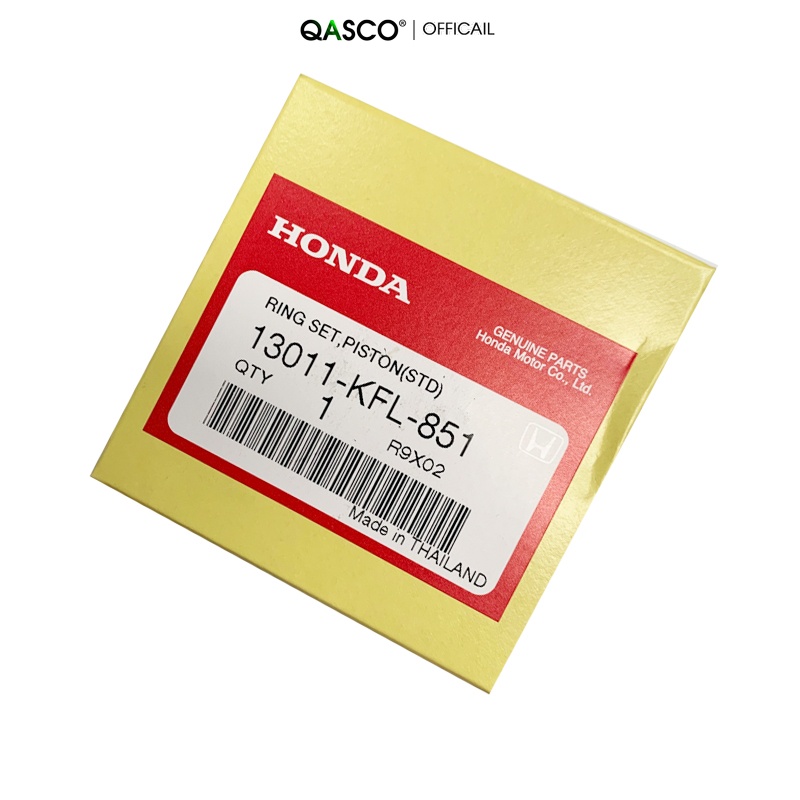 QASCO® | OFFICAIL
HONDA
GENUINE PARTS
Honda Motor Co., Ltd.
RING SET,PISTON(STD)
13011-KFL-851
QTY 1
R9X02
Made in THAILAND